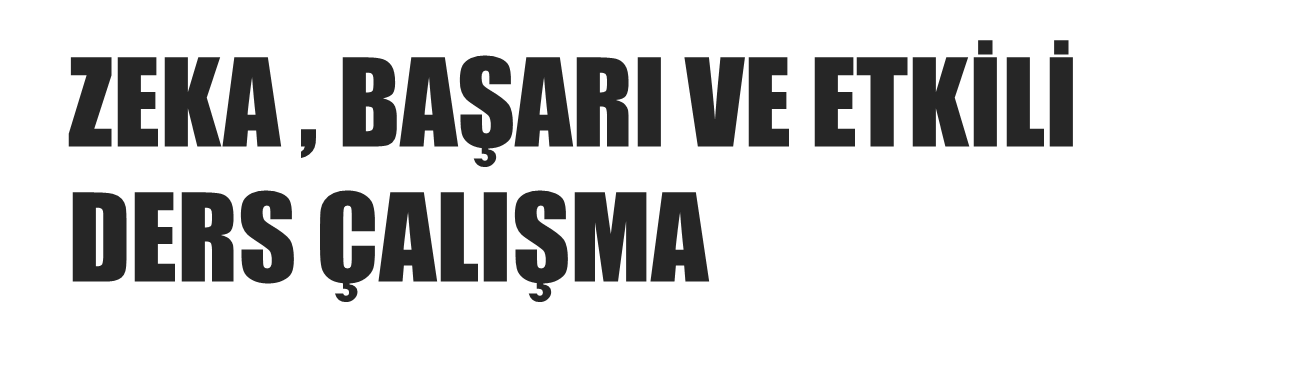 ZEKA , BAŞARI VE ETKİLİ
DERS ÇALIŞMA